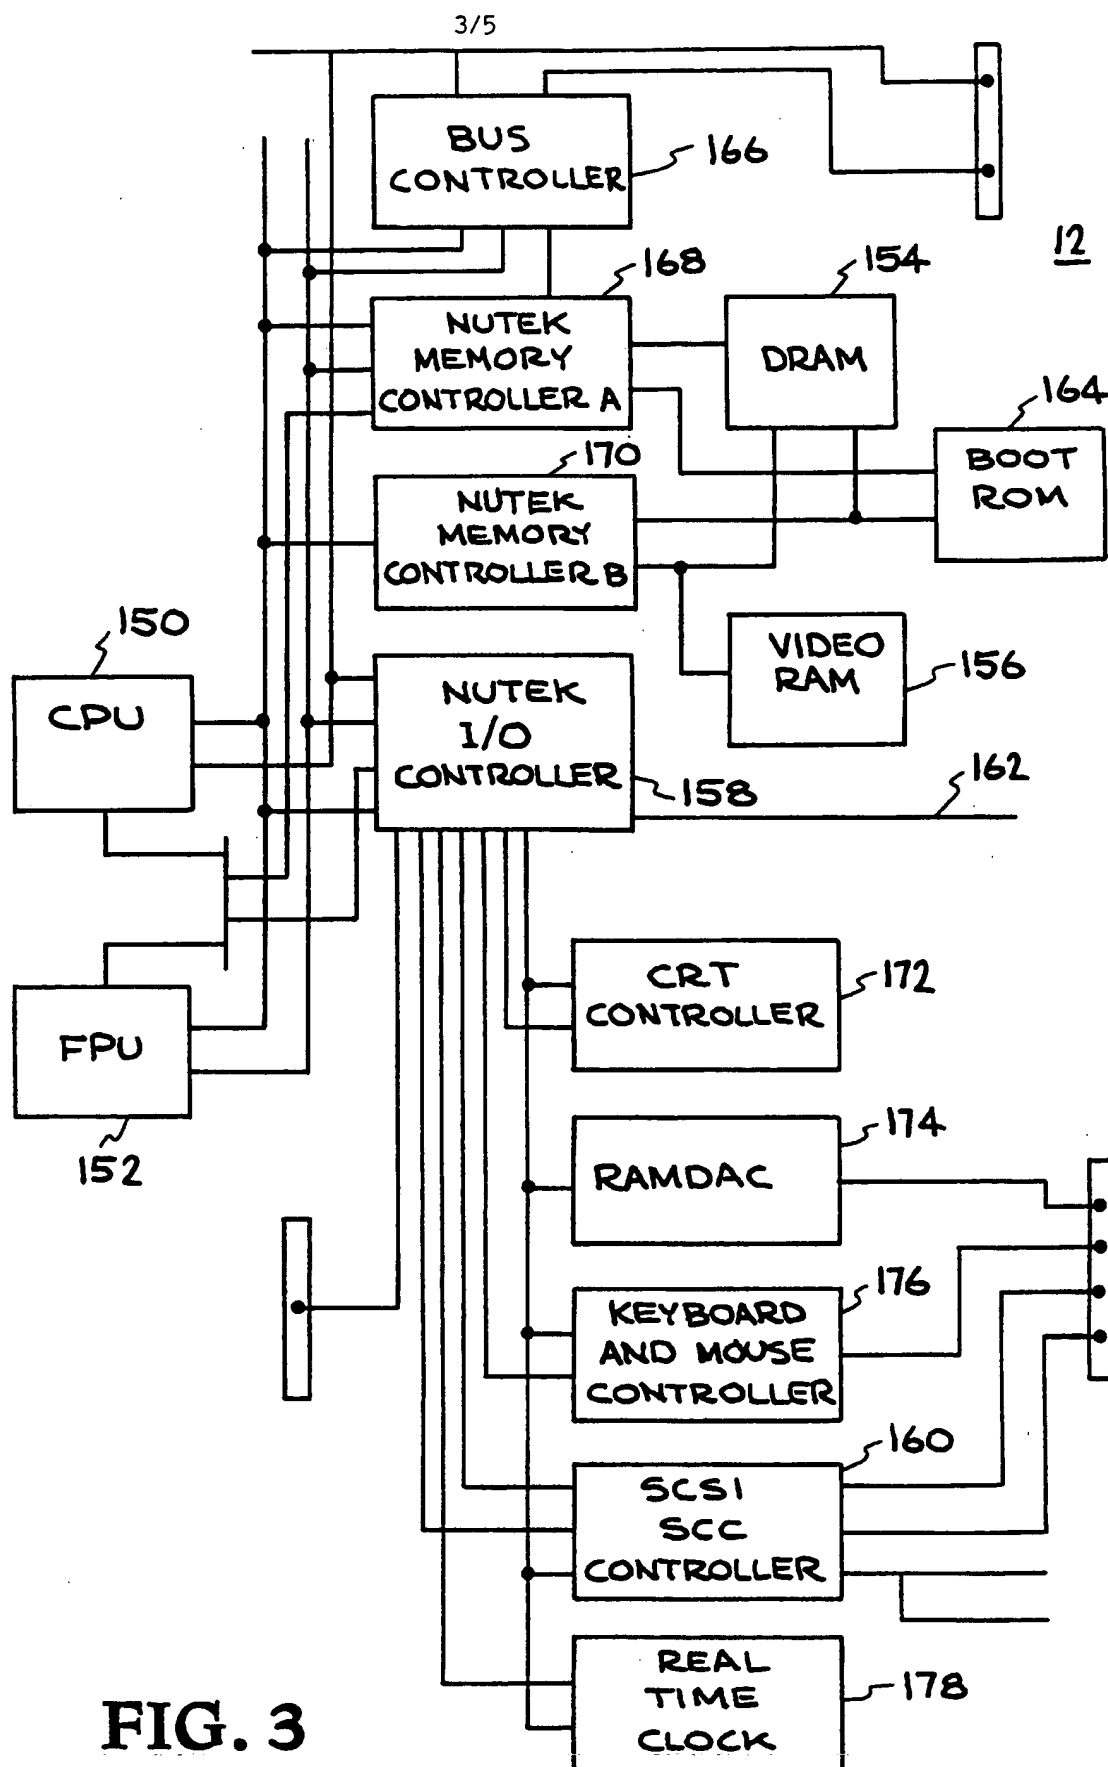 3/5
BUS
CONTROLLER
166
12
168
154
NUTEK
MEMORY
CONTROLLER A
DRAM
164
BOOT
ROM
170
NUTEK
MEMORY
CONTROLLER B
150
CPU
VIDEO
RAM
156
NUTEK
I/O
CONTROLLER
158
162
FPU
152
CRT
CONTROLLER
172
174
RAMDAC
176
KEYBOARD
AND MOUSE
CONTROLLER
160
SCSI
SCC
CONTROLLER
REAL
TIME
CLOCK
178
FIG. 3